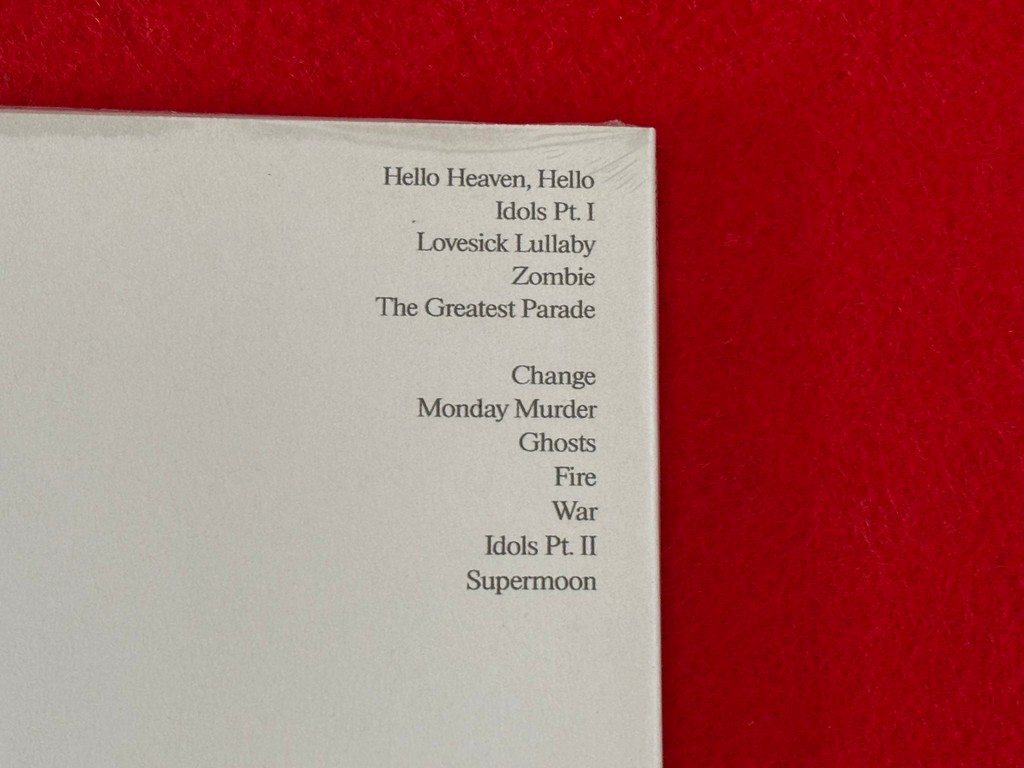 Hello Heaven, Hello
Idols Pt. I
Lovesick Lullaby
Zombie
The Greatest Parade
Change
Monday Murder
Ghosts
Fire
War
Idols Pt. II
Supermoon